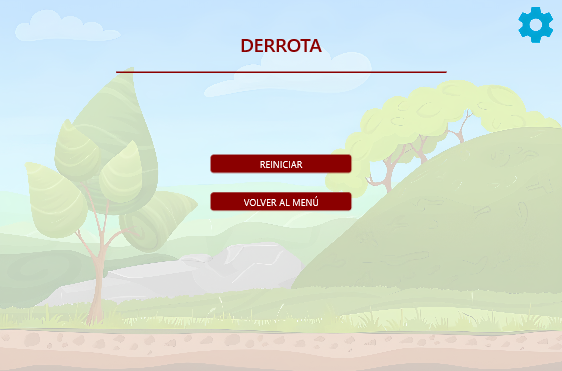 DERROTA
REINICIAR
VOLVER AL MENÚ